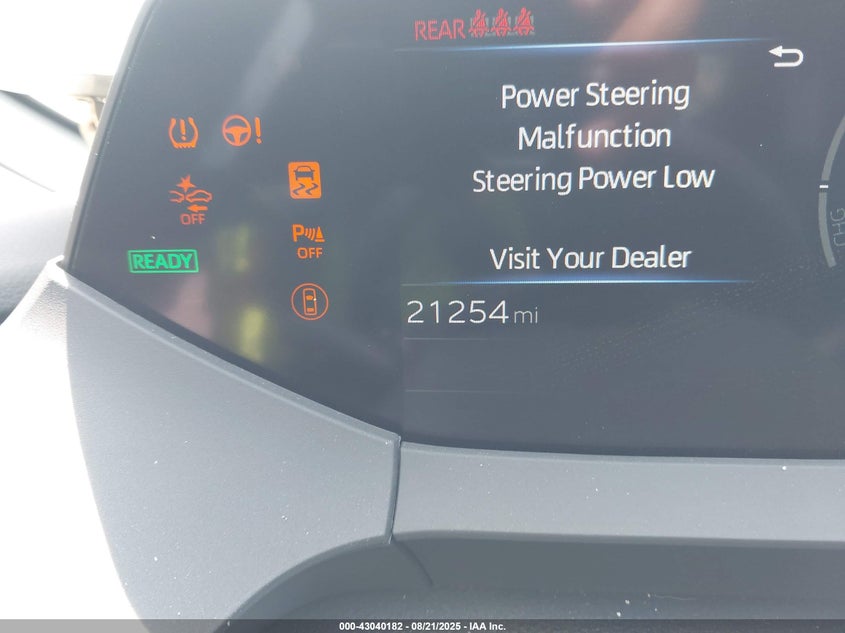 REAR
Power Steering
Malfunction
Steering Power Low
Visit Your Dealer
OFF
READY
P
OFF
21254 mi
CHG
000-43040182 - 08/21/2025 - IAA Inc.